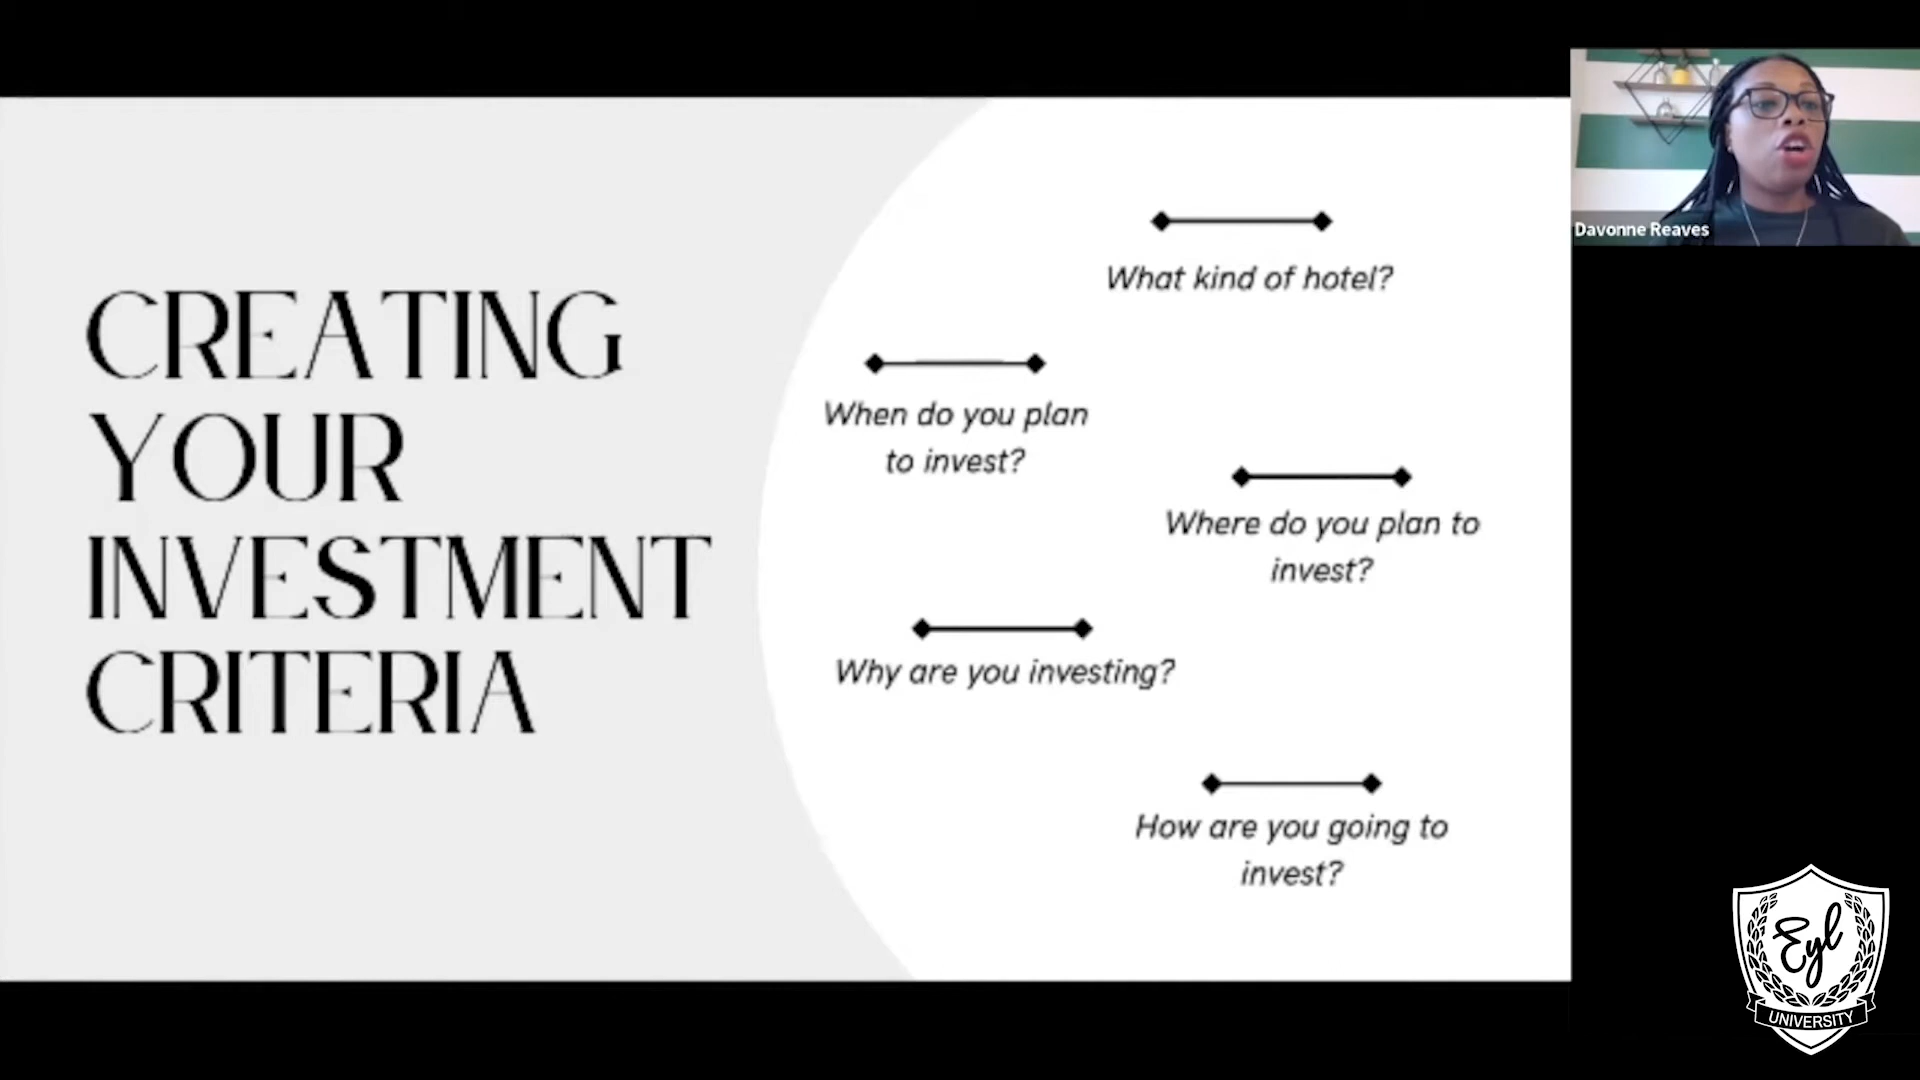 CREATING
YOUR
INVESTMENT
CRITERIA
What kind of hotel?
When do you plan
to invest?
Where do you plan to
invest?
Why are you investing?
How are you going to
invest?
Davonne Reaves
Eyl
UNIVERSITY